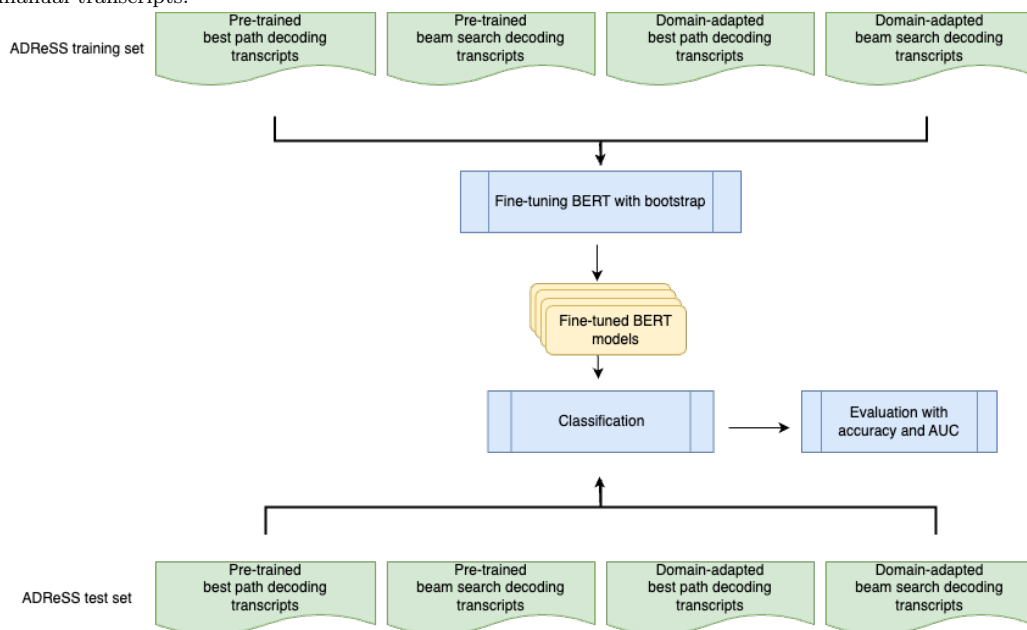 manual transcripts.
ADReSS training set
Pre-trained
best path decoding
transcripts
Pre-trained
beam search decoding
transcripts
Domain-adapted
best path decoding
transcripts
Domain-adapted
beam search decoding
transcripts
Fine-tuning BERT with bootstrap
Fine-tuned BERT
models
Classification
Evaluation with
accuracy and AUC
ADReSS test set
Pre-trained
best path decoding
transcripts
Pre-trained
beam search decoding
transcripts
Domain-adapted
best path decoding
transcripts
Domain-adapted
beam search decoding
transcripts